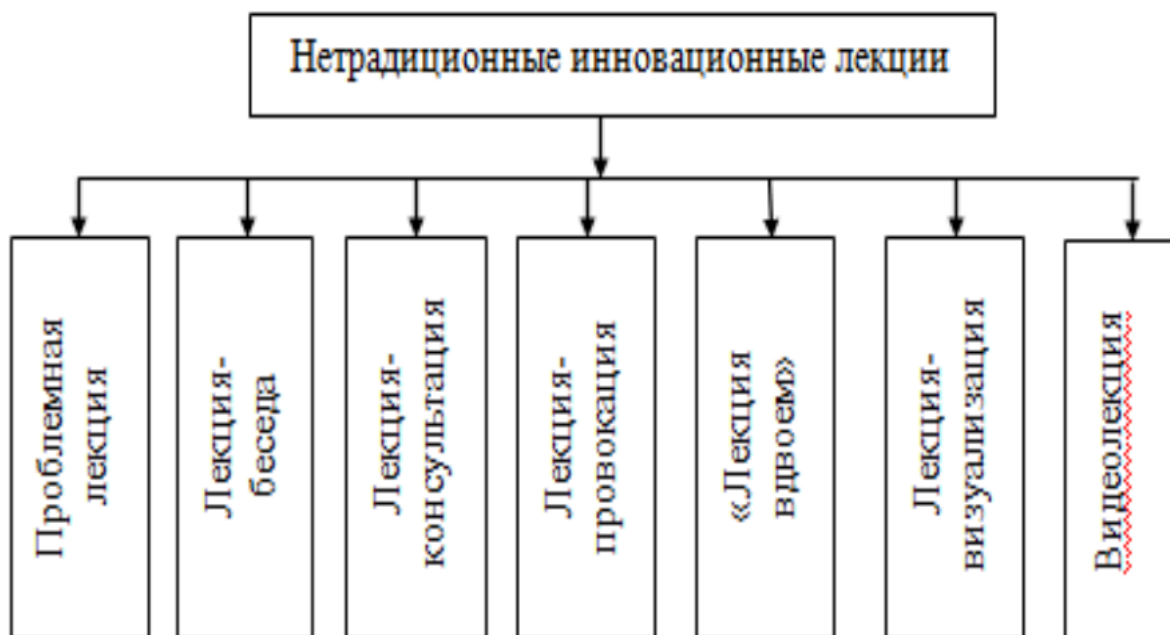 Нетрадиционные инновационные лекции
Проблемная
лекция
Лекция-
беседа
Лекция-
консультация
Лекция-
провокация
«Лекция
вдвоем»
Лекция-
визуализация
Видеолекция